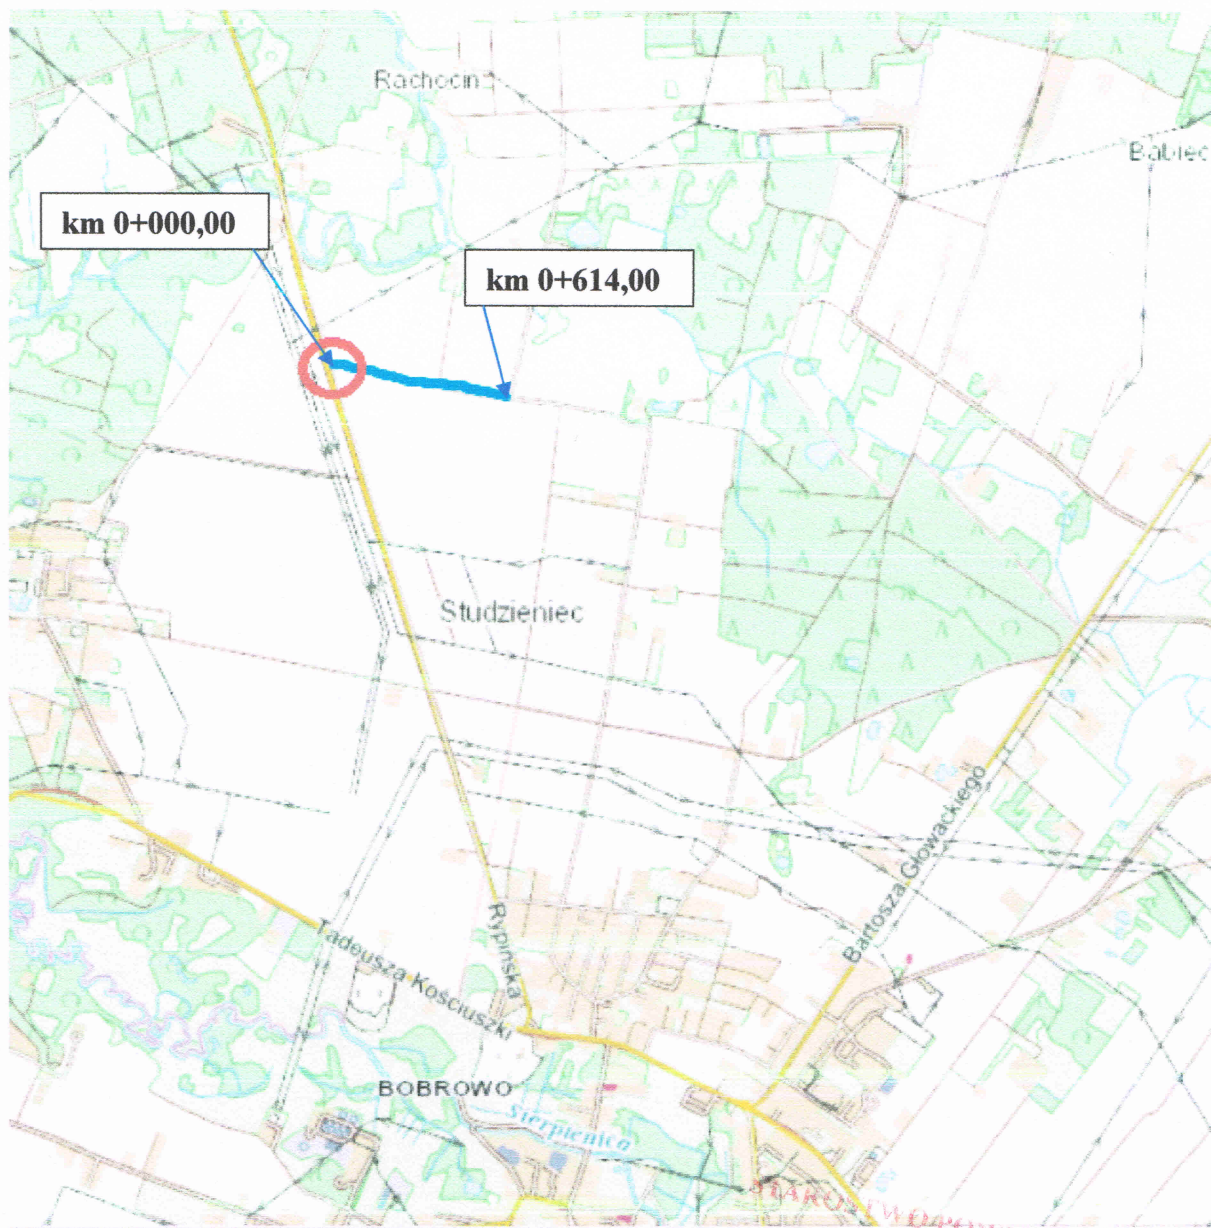 Rachocin
Babiec
km 0+000,00
km 0+614,00
Studzieniec
Bartosza Głowackiego
Rypińska
Tadeusza Kościuszki
BOBROWO
Sierpienica